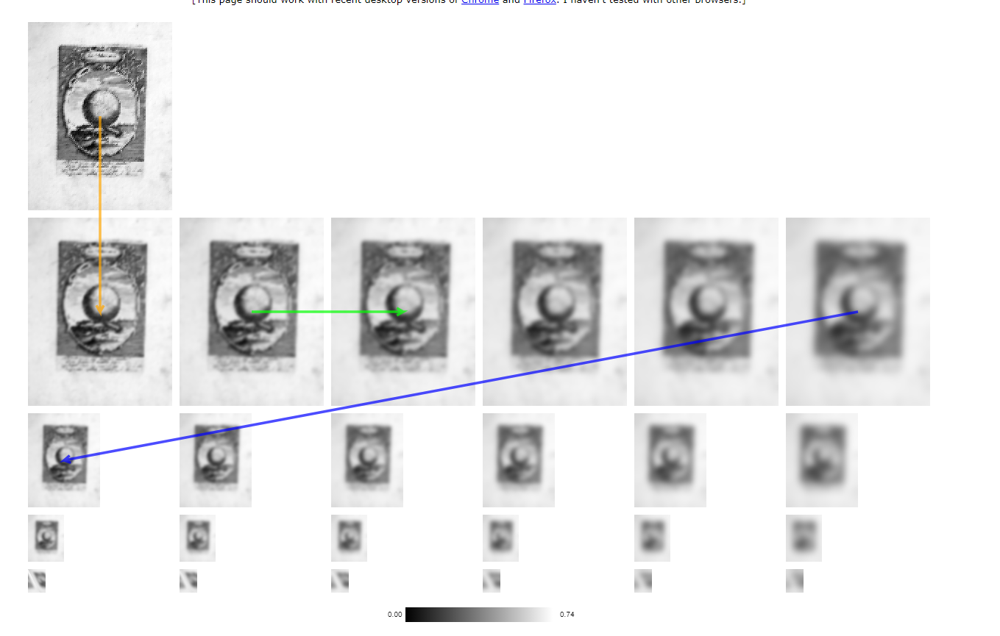 [This page should work with recent desktop versions of Chrome and Firefox. I haven't tested with other browsers.]
0.00
0.74